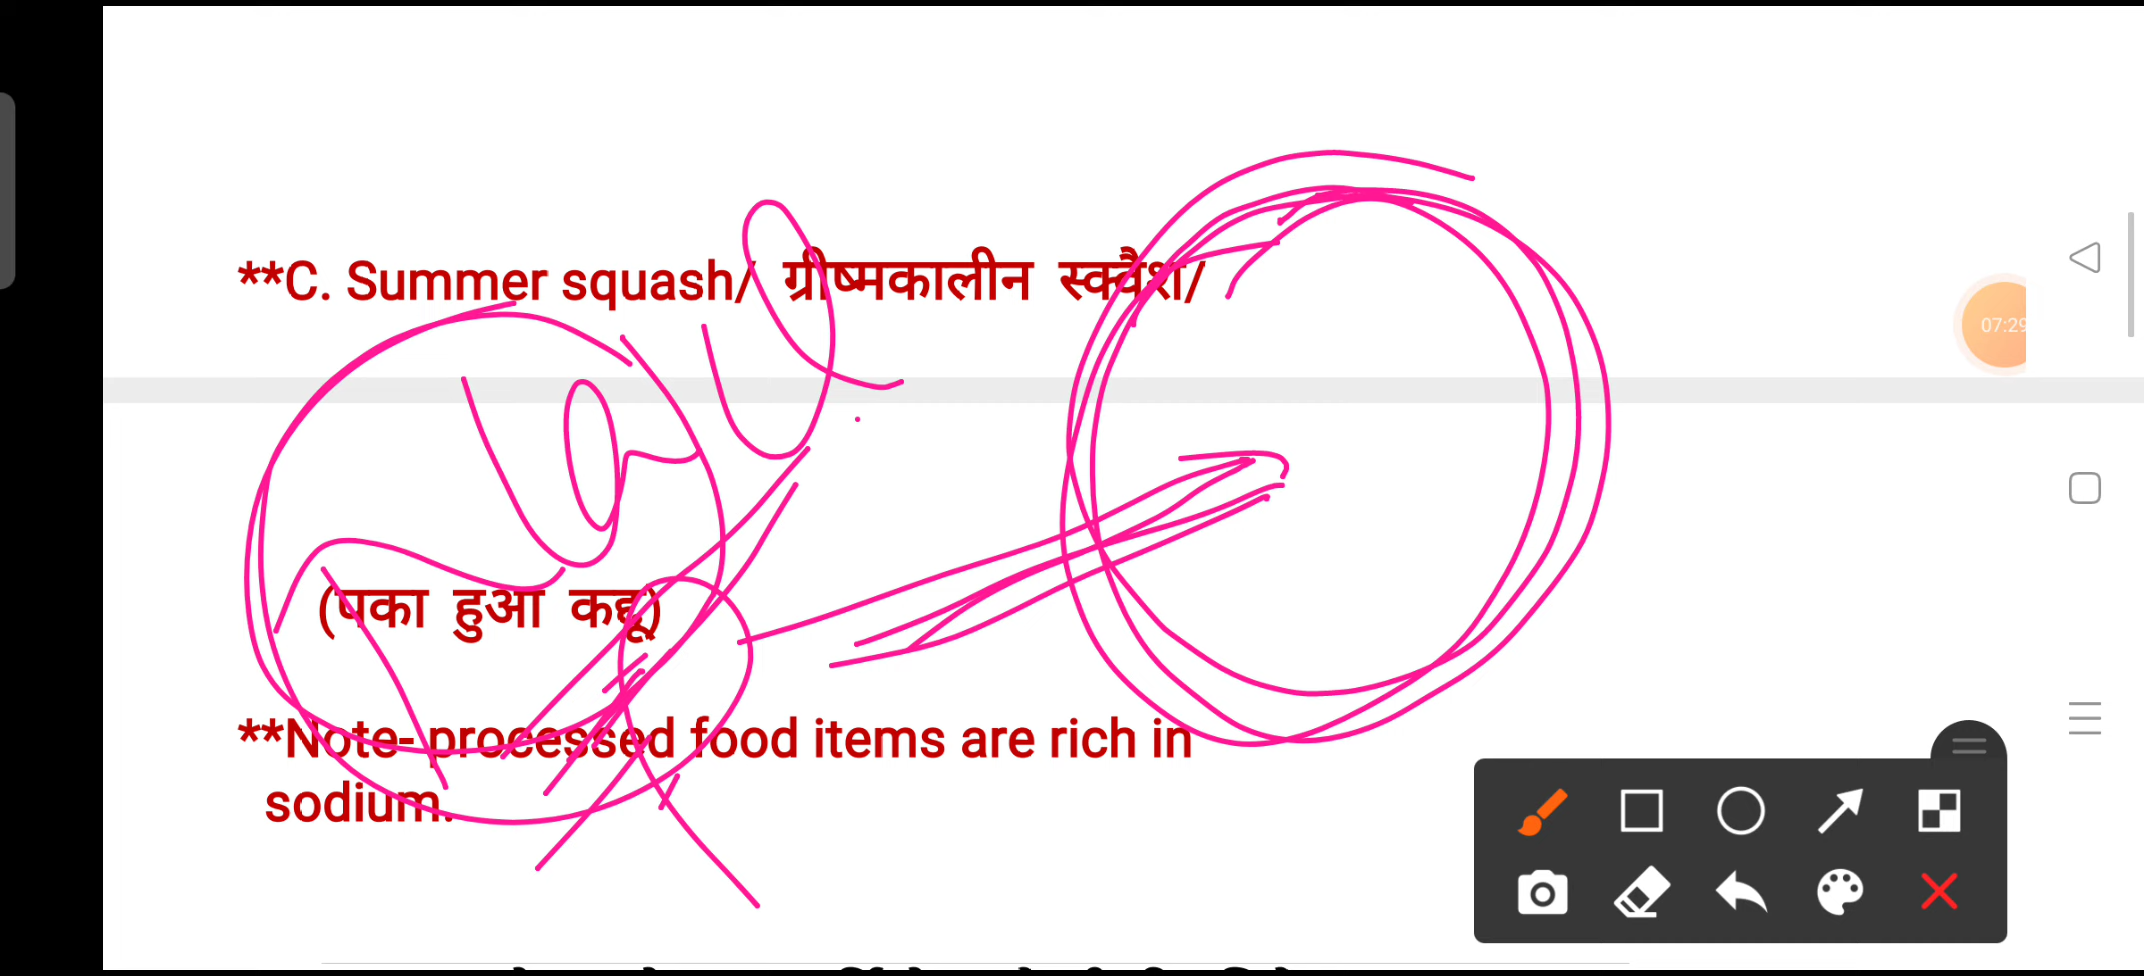 **C. Summer squash/ ग्रीष्मकालीन स्क्वैश/
(पका हुआ कद्दू)
**Note- processed food items are rich in
sodium.
07:29